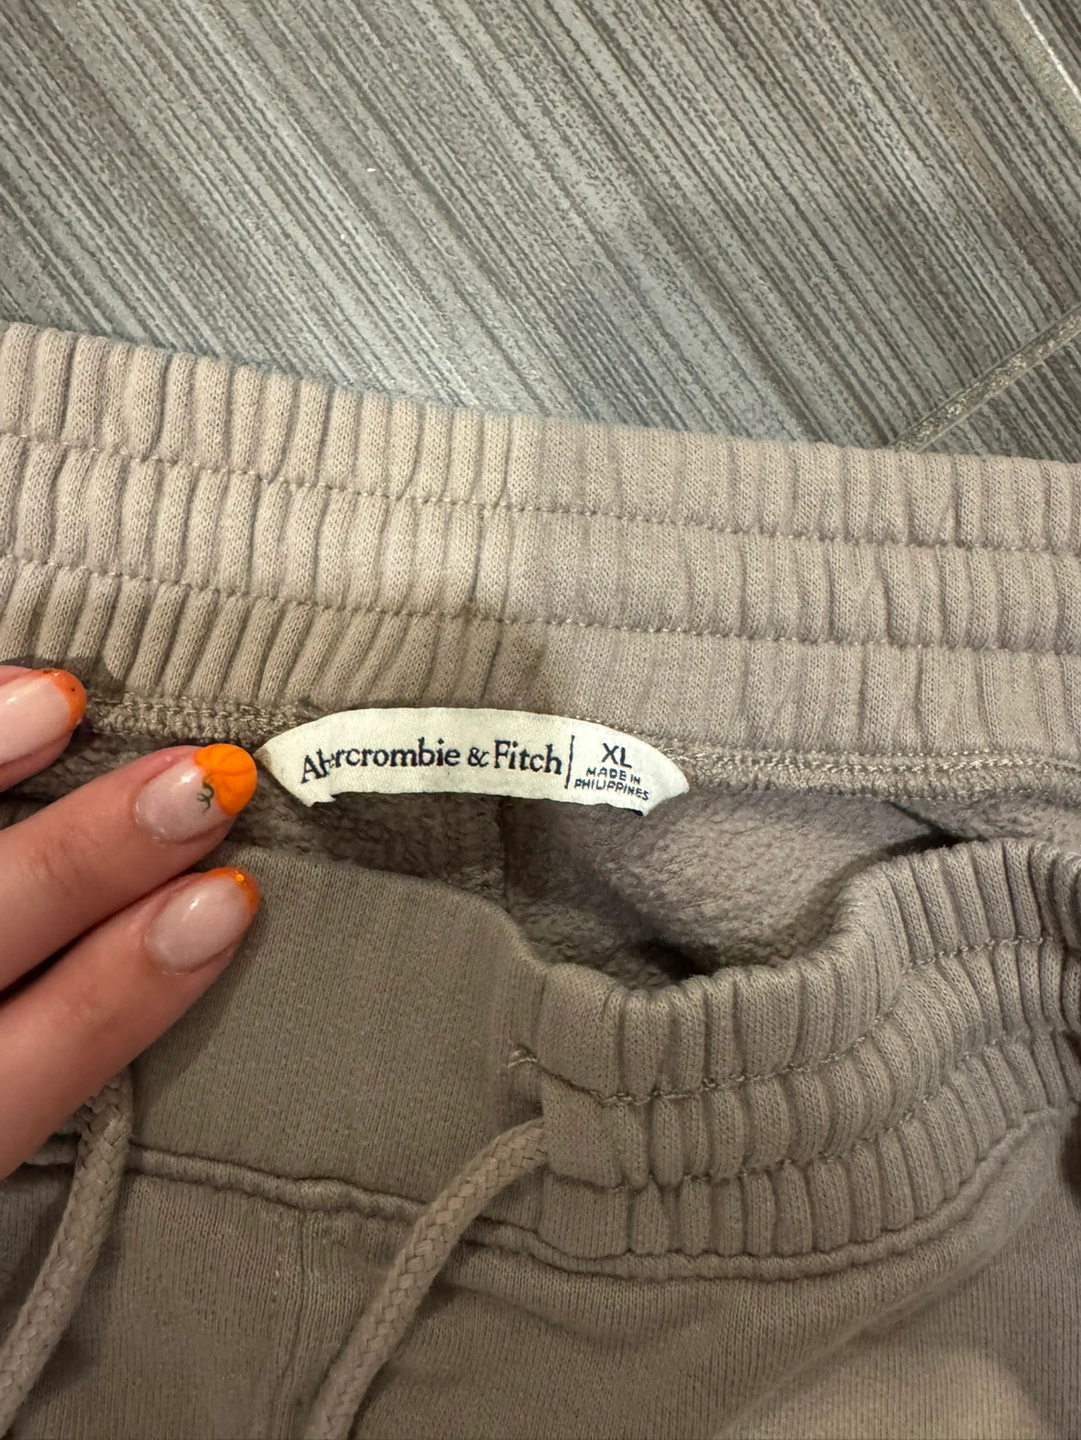 Abercrombie & Fitch
XL
MADE IN
PHILIPPINES